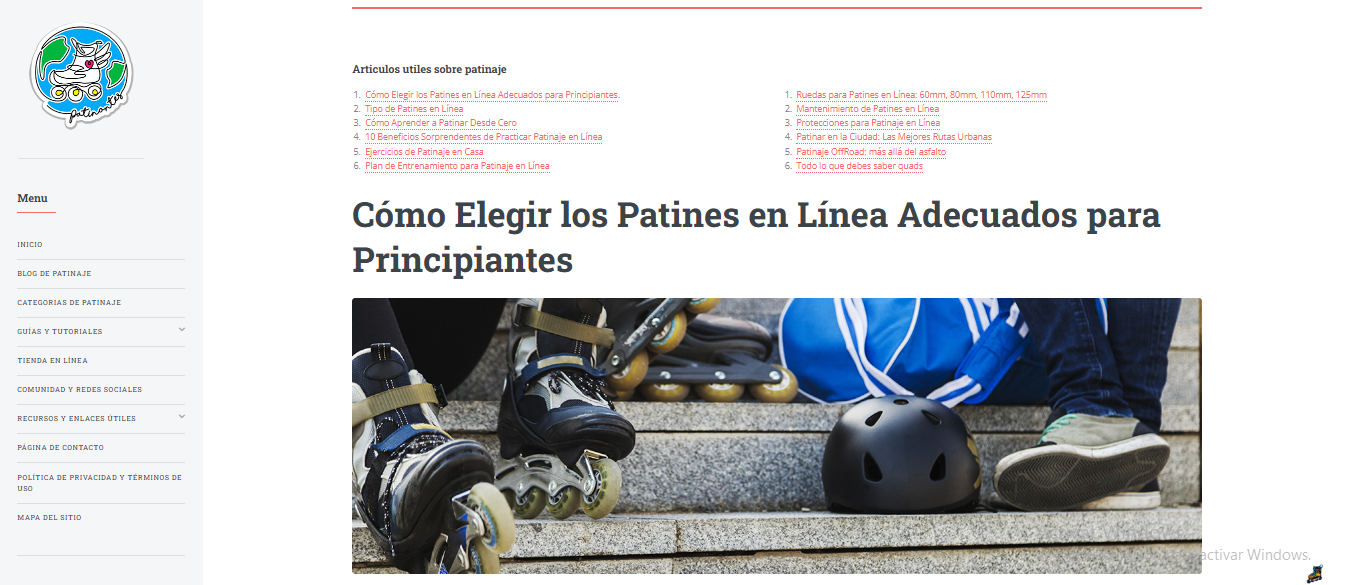 patinontes
Menu
INICIO
BLOG DE PATINAJE
CATEGORIAS DE PATINAJE
GUÍAS Y TUTORIALES
TIENDA EN LÍNEA
COMUNIDAD Y REDES SOCIALES
RECURSOS Y ENLACES ÚTILES
PÁGINA DE CONTACTO
POLÍTICA DE PRIVACIDAD Y TÉRMINOS DE
USO
MAPA DEL SITIO
Articulos utiles sobre patinaje
1. Cómo Elegir los Patines en Línea Adecuados para Principiantes.
2. Tipo de Patines en Línea
3. Cómo Aprender a Patinar Desde Cero
4. 10 Beneficios Sorprendentes de Practicar Patinaje en Línea
5. Ejercicios de Patinaje en Casa
6. Plan de Entrenamiento para Patinaje en Línea
1. Ruedas para Patines en Línea: 60mm, 80mm, 110mm, 125mm
2. Mantenimiento de Patines en Línea
3. Protecciones para Patinaje en Línea
4. Patinar en la Ciudad: Las Mejores Rutas Urbanas
5. Patinaje OffRoad: más allá del asfalto
6. Todo lo que debes saber quads
Cómo Elegir los Patines en Línea Adecuados para
Principiantes
activar Windows.